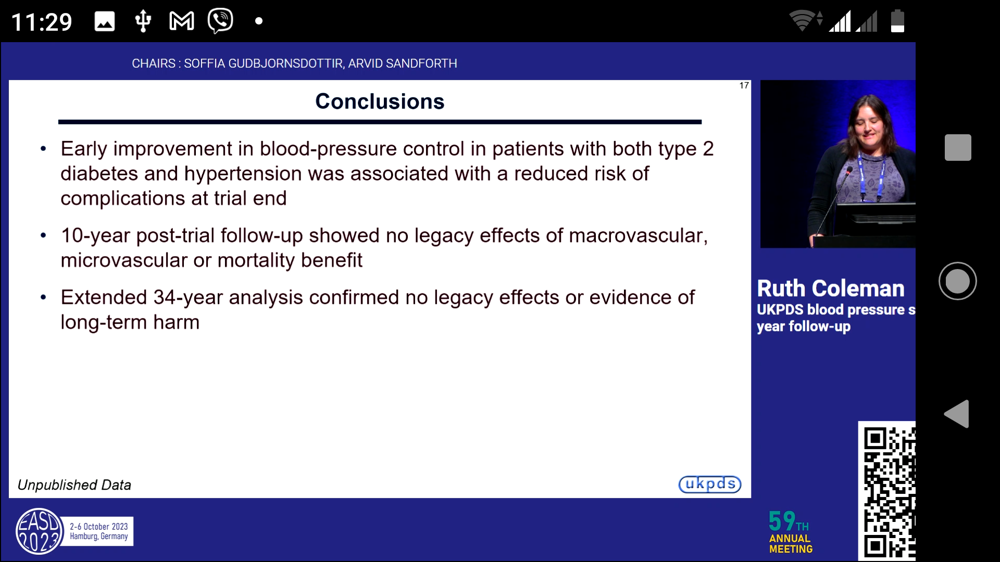 11:29
CHAIRS : SOFFIA GUDBJORNSDOTTIR, ARVID SANDFORTH
17
Conclusions
• Early improvement in blood-pressure control in patients with both type 2
diabetes and hypertension was associated with a reduced risk of
complications at trial end
• 10-year post-trial follow-up showed no legacy effects of macrovascular,
microvascular or mortality benefit
• Extended 34-year analysis confirmed no legacy effects or evidence of
long-term harm
Unpublished Data
ukpds
Ruth Coleman
UKPDS blood pressure s
year follow-up
EASD
2023
2-6 October 2023
Hamburg, Germany
59TH
ANNUAL
MEETING